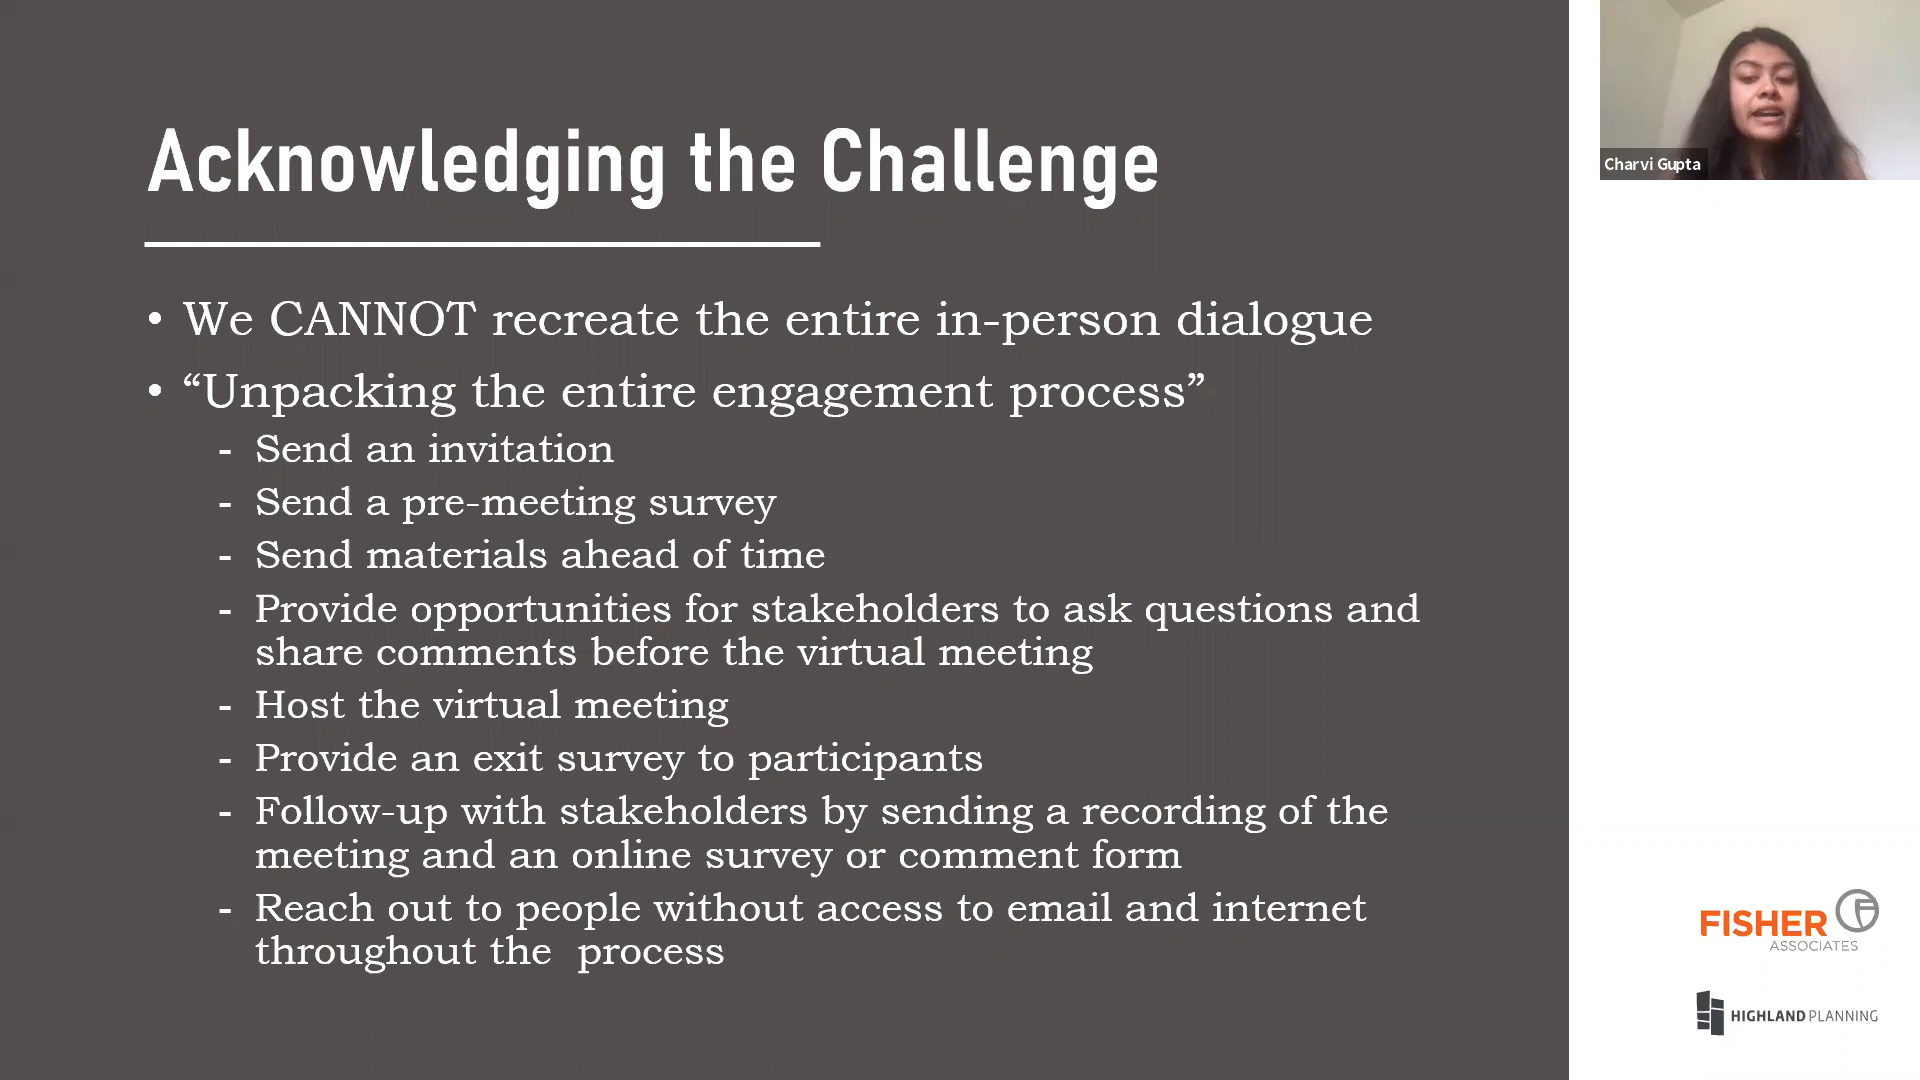 Acknowledging the Challenge
• We CANNOT recreate the entire in-person dialogue
• “Unpacking the entire engagement process”
- Send an invitation
- Send a pre-meeting survey
- Send materials ahead of time
- Provide opportunities for stakeholders to ask questions and
share comments before the virtual meeting
- Host the virtual meeting
- Provide an exit survey to participants
- Follow-up with stakeholders by sending a recording of the
meeting and an online survey or comment form
- Reach out to people without access to email and internet
throughout the  process
Charvi Gupta
FISHER
ASSOCIATES
HIGHLAND PLANNING